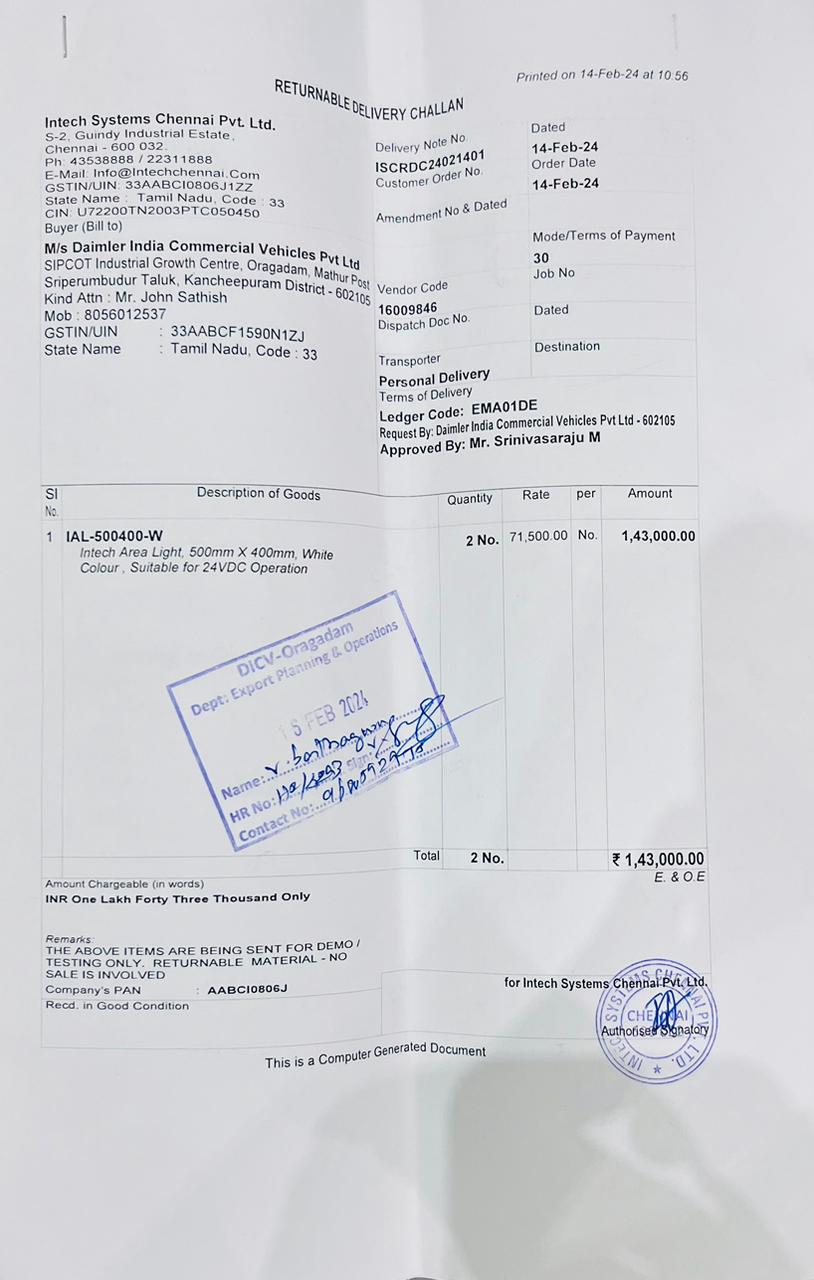 Printed on 14-Feb-24 at 10:56
RETURNABLE DELIVERY CHALLAN
Intech Systems Chennai Pvt. Ltd.
S-2, Guindy Industrial Estate,
Chennai - 600 032.
Ph: 43538888 / 22311888
E-Mail: Info@Intechchennai.Com
GSTIN/UIN: 33AABCI0806J1ZZ
State Name : Tamil Nadu, Code : 33
CIN: U72200TN2003PTC050450
Buyer (Bill to)
M/s Daimler India Commercial Vehicles Pvt Ltd
SIPCOT Industrial Growth Centre, Oragadam, Mathur Post
Sriperumbudur Taluk, Kancheepuram District - 602105
Kind Attn : Mr. John Sathish
Mob : 8056012537
GSTIN/UIN : 33AABCF1590N1ZJ
State Name : Tamil Nadu, Code : 33
Delivery Note No.
ISCRDC24021401
Customer Order No.
Amendment No & Dated
Dated
14-Feb-24
Order Date
14-Feb-24
Mode/Terms of Payment
30
Job No
Vendor Code
16009846
Dispatch Doc No.
Dated
Transporter
Destination
Personal Delivery
Terms of Delivery
Ledger Code: EMA01DE
Request By: Daimler India Commercial Vehicles Pvt Ltd - 602105
Approved By: Mr. Srinivasaraju M
SI No. Description of Goods Quantity Rate per Amount
1 IAL-500400-W 2 No. 71,500.00 No. 1,43,000.00
Intech Area Light, 500mm X 400mm, White
Colour , Suitable for 24VDC Operation
DICV-Oragadam
Dept: Export Planning & Operations
FEB 2024
Name:
HR No: Sign:
Contact No:
Total 2 No. ₹ 1,43,000.00
E. & O.E
Amount Chargeable (in words)
INR One Lakh Forty Three Thousand Only
Remarks:
THE ABOVE ITEMS ARE BEING SENT FOR DEMO /
TESTING ONLY. RETURNABLE MATERIAL - NO
SALE IS INVOLVED
Company's PAN : AABCI0806J
Recd. in Good Condition
for Intech Systems Chennai Pvt. Ltd.
INTECH SYSTEMS CHENNAI PVT. LTD.
CHENNAI
Authorised Signatory
This is a Computer Generated Document